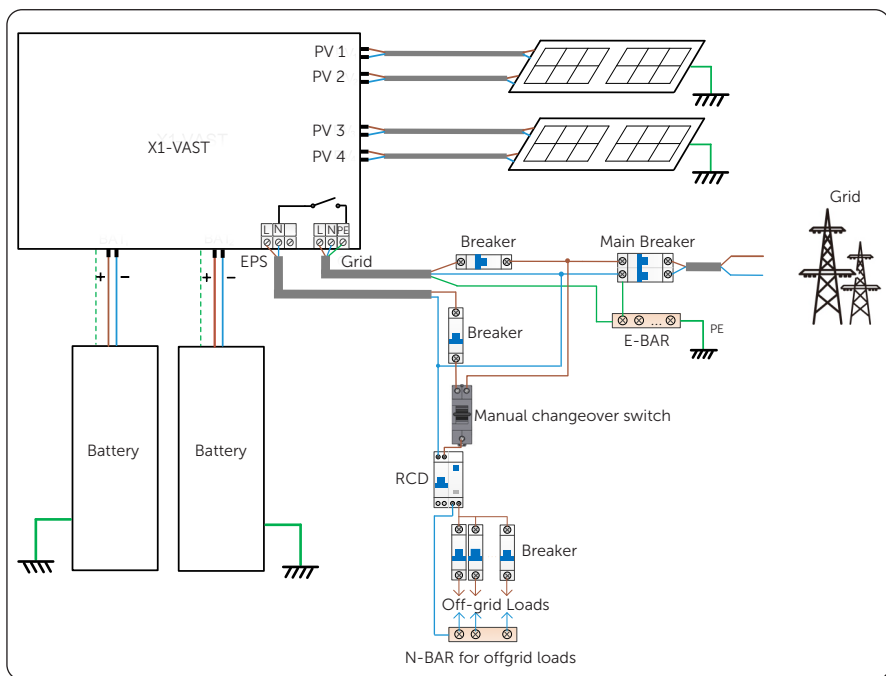 PV 1
PV 2
X1-VAST
PV 3
PV 4
L N
L N PE
EPS
Grid
Breaker
Main Breaker
Grid
+ −
+ −
Breaker
...
E-BAR
PE
Manual changeover switch
Battery
Battery
RCD
Breaker
Off-grid Loads
N-BAR for offgrid loads